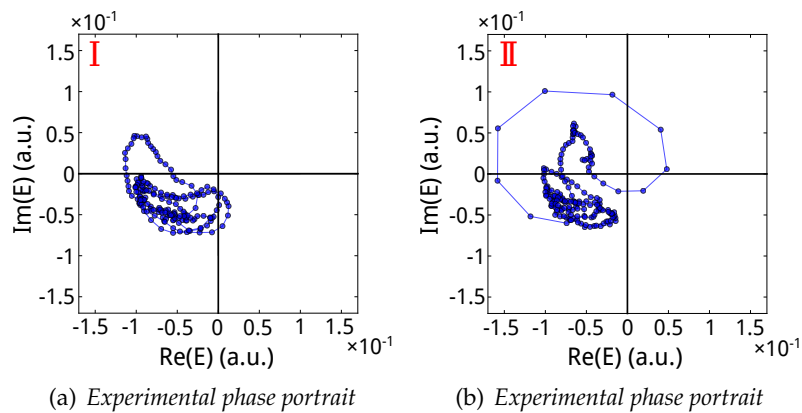 ×10⁻¹
I
1.5
1
0.5
0
-0.5
-1
-1.5
Im(E) (a.u.)
-1.5 -1 -0.5 0 0.5 1 1.5
×10⁻¹
Re(E) (a.u.)
(a) Experimental phase portrait
×10⁻¹
II
1.5
1
0.5
0
-0.5
-1
-1.5
Im(E) (a.u.)
-1.5 -1 -0.5 0 0.5 1 1.5
×10⁻¹
Re(E) (a.u.)
(b) Experimental phase portrait